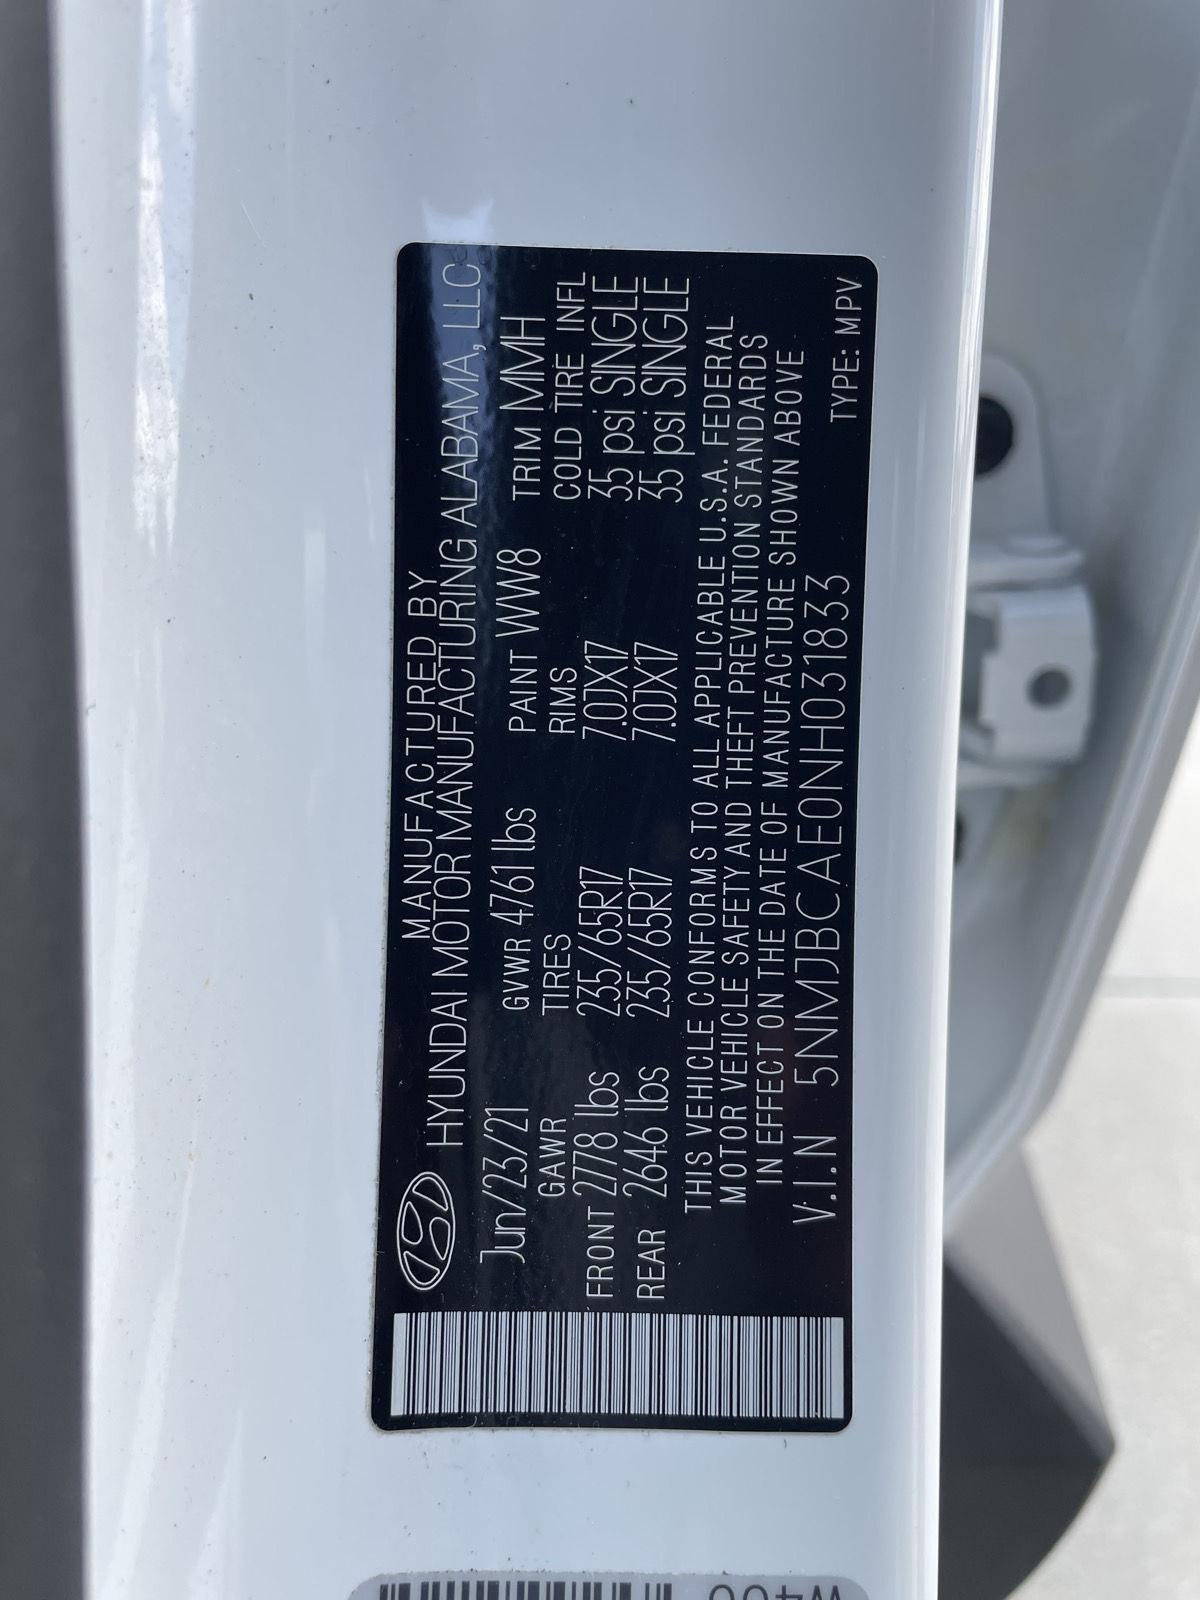 MANUFACTURED BY
HYUNDAI MOTOR MANUFACTURING ALABAMA, LLC
Jun/23/21 GVWR 4761 lbs PAINT WW8 TRIM MMH
GAWR TIRES RIMS COLD TIRE INFL
FRONT 2778 lbs 235/65R17 7.0JX17 35 psi SINGLE
REAR 2646 lbs 235/65R17 7.0JX17 35 psi SINGLE
THIS VEHICLE CONFORMS TO ALL APPLICABLE U.S.A. FEDERAL
MOTOR VEHICLE SAFETY AND THEFT PREVENTION STANDARDS
IN EFFECT ON THE DATE OF MANUFACTURE SHOWN ABOVE
V.I.N 5NMJBCAE0NH031833 TYPE: MPV